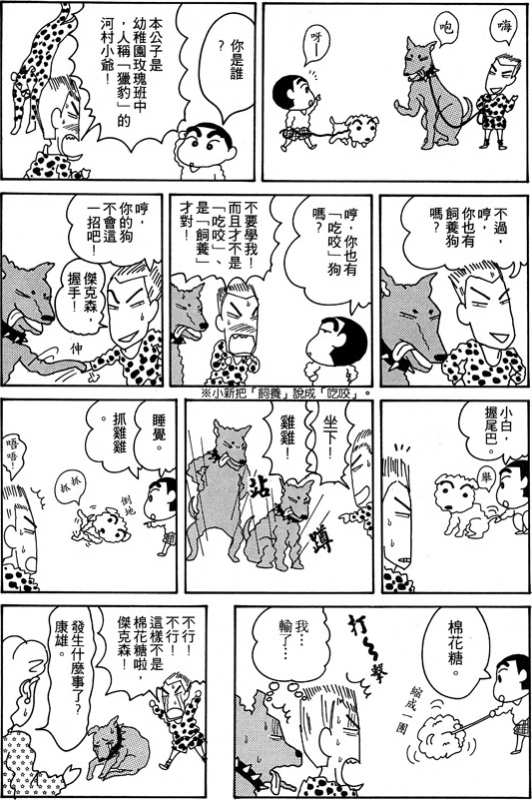 嗨
咆
呀—
你是誰
?
本公子是
幼稚園玫瑰班中
，人稱「獵豹」的
河村小爺！
不過，
哼，
你也有
飼養狗
嗎?
哼，你也有
「吃咬」狗
嗎?
不要學我！
而且才不是
「吃咬」、
是「飼養」
才對！
哼，
你的狗
不會這
一招吧！
傑克森，
握手！
伸
※小新把「飼養」說成「吃咬」。
小白，
握尾巴。
舉
坐下！
雞雞！
站
蹲
睡覺。
抓雞雞
。
倒地
抓抓
唔唔！
棉花糖。
縮成一團
打～擊
我…
輸…
不行！
不行！
這樣不是
棉花糖啦，
傑克森！
發生什麼事了?
康雄。